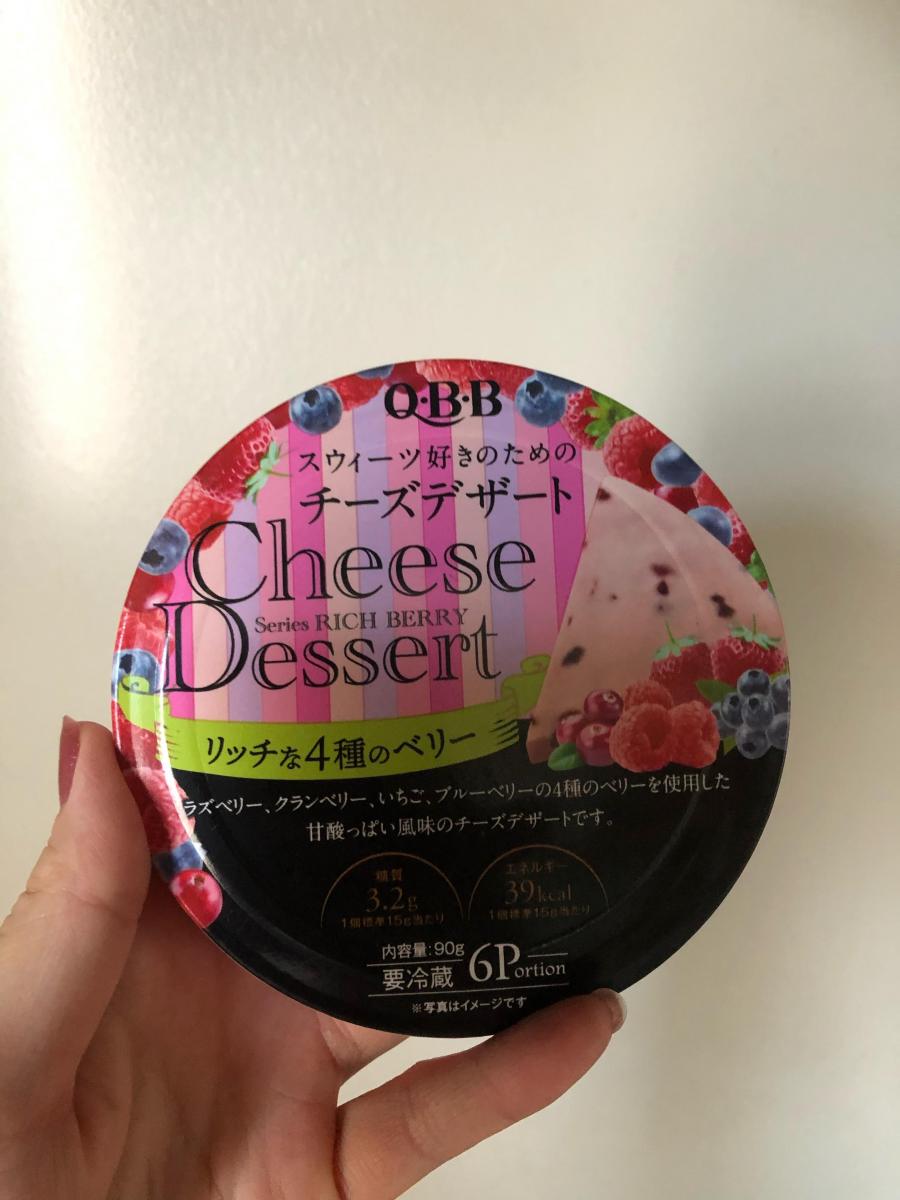 Q・B・B
スウィーツ好きのための
チーズデザート
Cheese
Series RICH BERRY
Dessert
リッチな4種のベリー
ラズベリー、クランベリー、いちご、ブルーベリーの4種のベリーを使用した
甘酸っぱい風味のチーズデザートです。
糖質
3.2g
1個標準15g当たり
エネルギー
39kcal
1個標準15g当たり
内容量:90g
要冷蔵
6Portion
※写真はイメージです